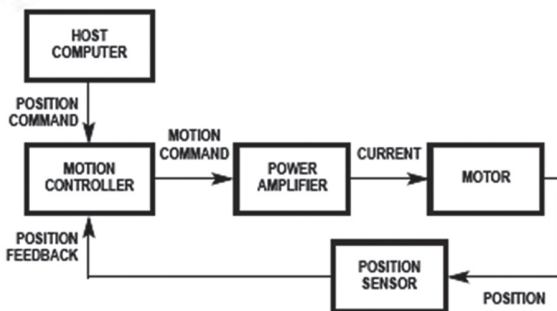 HOST
COMPUTER
POSITION
COMMAND
MOTION
CONTROLLER
MOTION
COMMAND
POWER
AMPLIFIER
CURRENT
MOTOR
POSITION
FEEDBACK
POSITION
SENSOR
POSITION